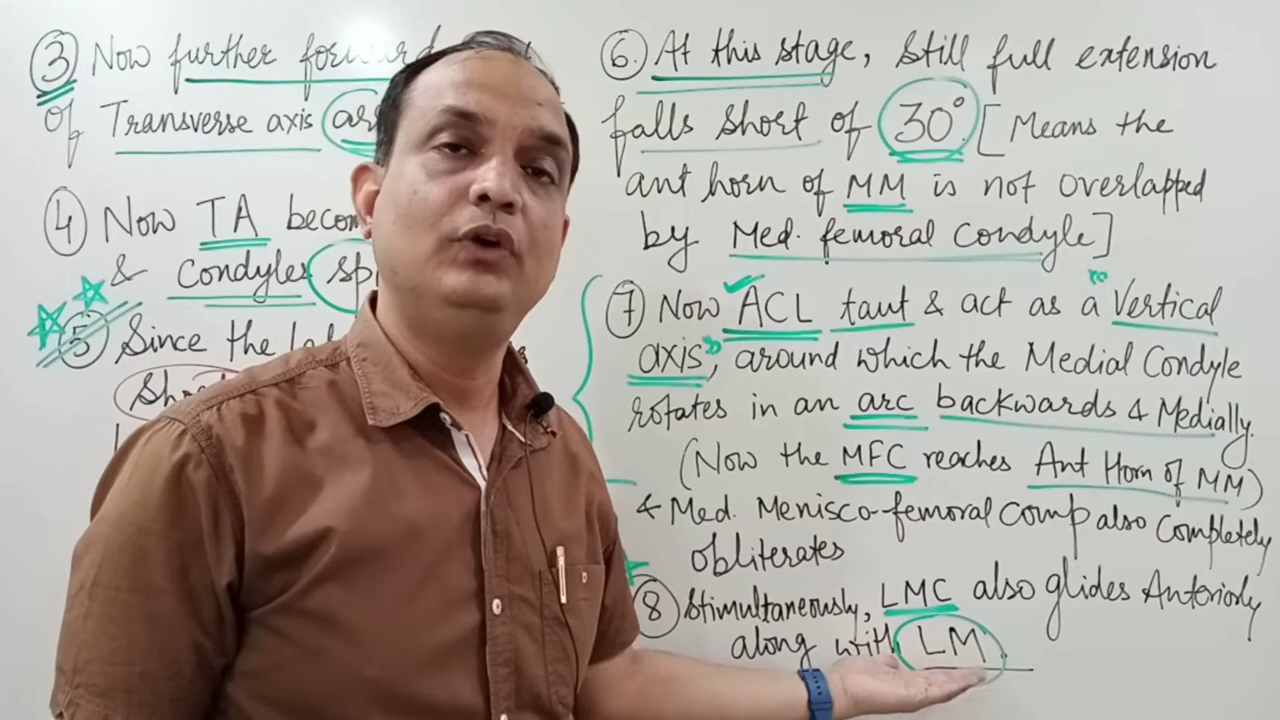 ③ Now further forward
of Transverse axis
④ Now TA
& Condyles
⑤ Since the
⑥ At this stage, still full extension
falls short of 30° [Means the
ant horn of MM is not overlapped
by Med. femoral Condyle]
⑦ Now ACL taut & act as a "Vertical
axis", around which the Medial Condyle
rotates in an arc backwards & Medially.
(Now the MFC reaches Ant Horn of MM)
& Med. Menisco-femoral Comp also Completely
obliterates
⑧ Stimultaneously, LMC also glides Anteriorly
along with LM